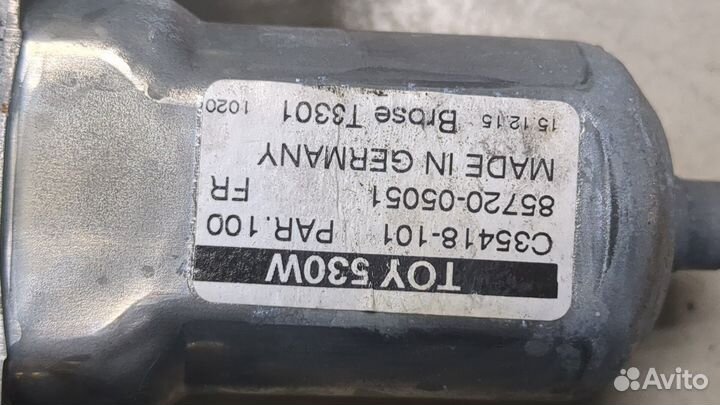 TOY 530W
C35418-101 PAR.100
85720-05051 FR
MADE IN GERMANY
15.12.15 Brose T3301 1020
Avito